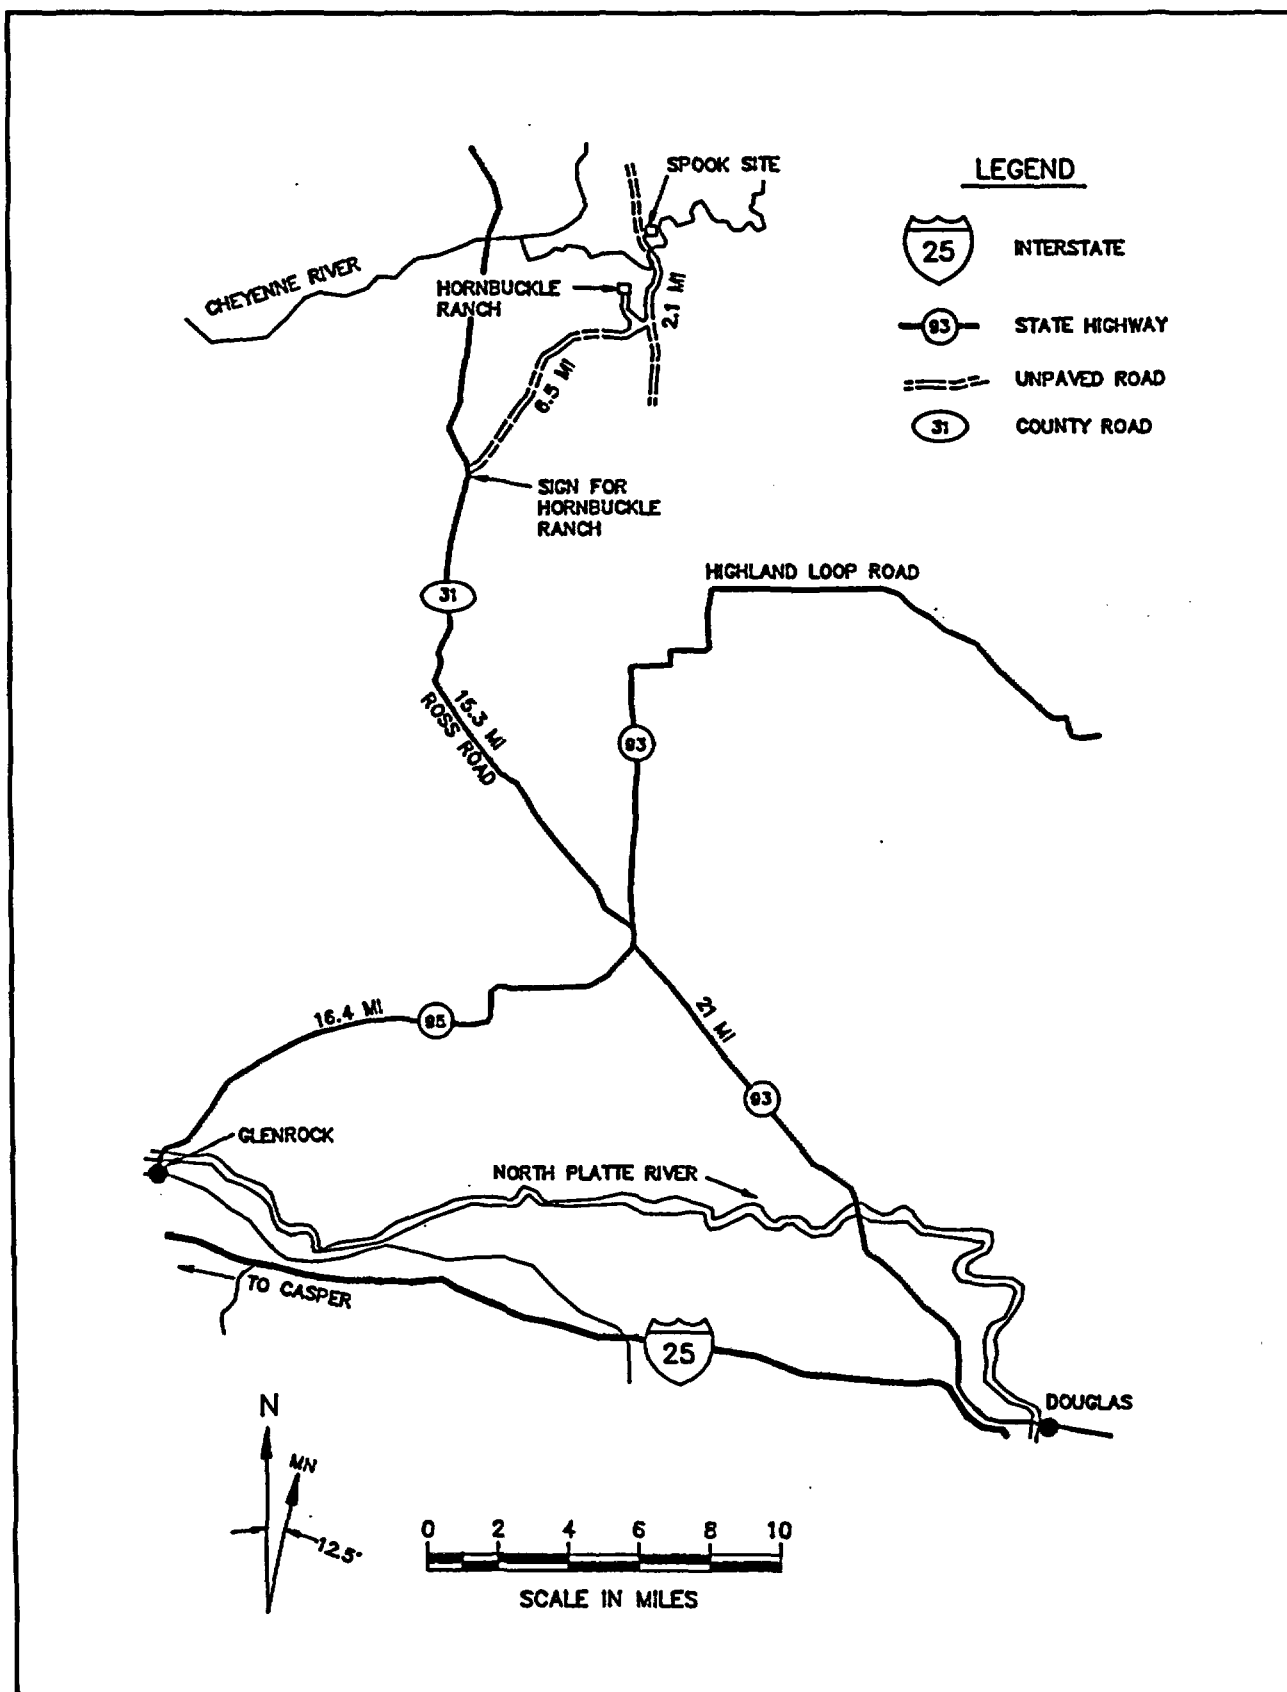 SPOOK SITE
LEGEND
25
INTERSTATE
CHEYENNE RIVER
HORNBUCKLE
RANCH
2.1 MI
93
STATE HIGHWAY
6.5 MI
UNPAVED ROAD
31
COUNTY ROAD
SIGN FOR
HORNBUCKLE
RANCH
HIGHLAND LOOP ROAD
31
15.3 MI
ROSS ROAD
93
16.4 MI
95
21 MI
93
GLENROCK
NORTH PLATTE RIVER
TO CASPER
25
DOUGLAS
N
MN
12.5°
0 2 4 6 8 10
SCALE IN MILES